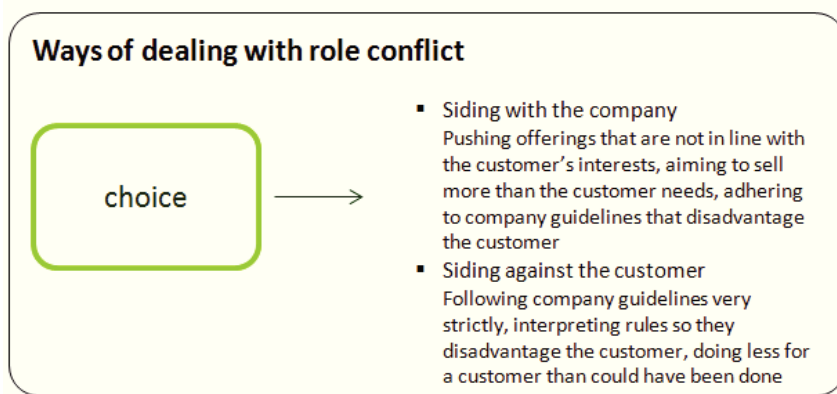 Ways of dealing with role conflict
choice
▪ Siding with the company
Pushing offerings that are not in line with
the customer's interests, aiming to sell
more than the customer needs, adhering
to company guidelines that disadvantage
the customer
▪ Siding against the customer
Following company guidelines very
strictly, interpreting rules so they
disadvantage the customer, doing less for
a customer than could have been done